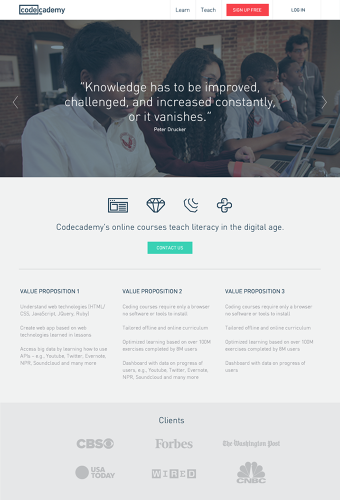 codecademy
Learn
Teach
SIGN UP FREE
LOG IN
“Knowledge has to be improved,
challenged, and increased constantly,
or it vanishes.”
Peter Drucker
Codecademy's online courses teach literacy in the digital age.
CONTACT US
VALUE PROPOSITION 1
Understand web technologies (HTML/
CSS, JavaScript, JQuery, Ruby)
Create web app based on web
technologies learned in lessons
Access big data by learning how to use
APIs - e.g., Youtube, Twitter, Evernote,
NPR, Soundcloud and many more
VALUE PROPOSITION 2
Coding courses require only a browser
no software or tools to install
Tailored offline and online curriculum
Optimized learning based on over 100M
exercises completed by 6M users
Dashboard with data on progress of
users, e.g., Youtube, Twitter, Evernote,
NPR, Soundcloud and many more
VALUE PROPOSITION 3
Coding courses require only a browser
no software or tools to install
Tailored offline and online curriculum
Optimized learning based on over 100M
exercises completed by 6M users
Dashboard with data on progress of
users.
Clients
CBS
Forbes
The Washington Post
USA
TODAY
WIRED
CNBC